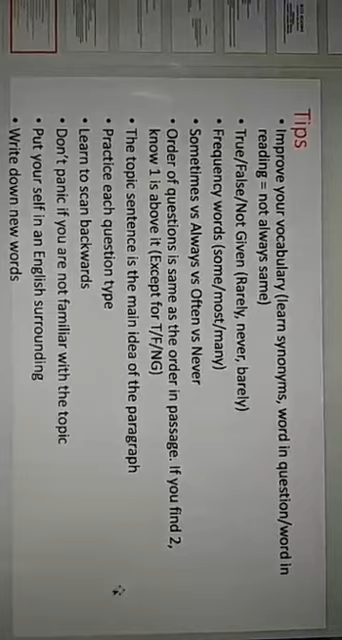 Tips
• Improve your vocabulary (learn synonyms, word in question/word in
reading = not always same)
• True/False/Not Given (Rarely, never, barely)
• Frequency words (some/most/many)
• Sometimes vs Always vs Often vs Never
• Order of questions is same as the order in passage. If you find 2,
know 1 is above it (Except for T/F/NG)
• The topic sentence is the main idea of the paragraph
• Practice each question type
• Learn to scan backwards
• Don't panic if you are not familiar with the topic
• Put your self in an English surrounding
• Write down new words